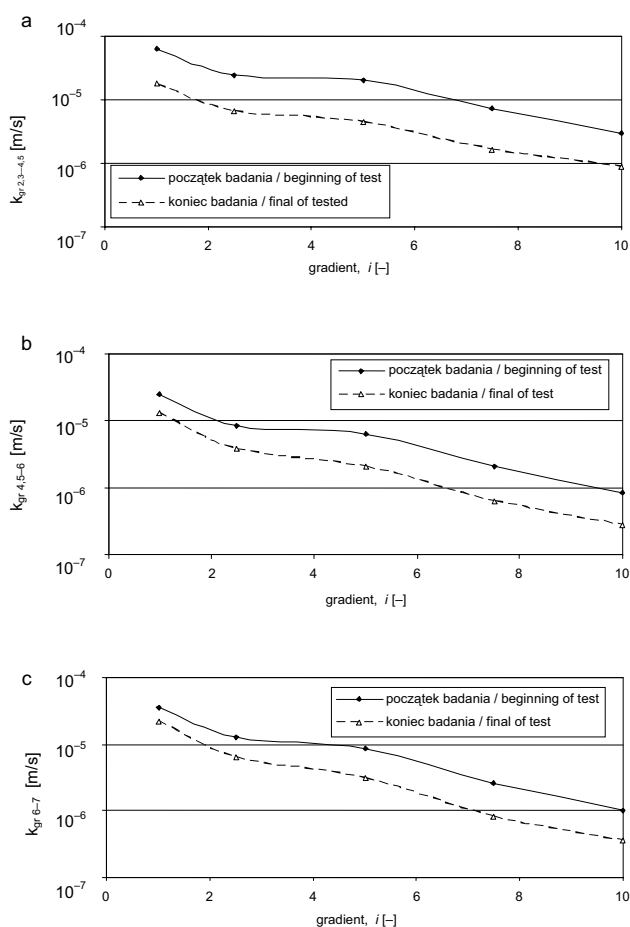 a
10⁻⁴
10⁻⁵
10⁻⁶
10⁻⁷
k gr 2,3–4,5 [m/s]
początek badania / beginning of test
koniec badania / final of tested
0 2 4 6 8 10
gradient, i [–]
b
10⁻⁴
10⁻⁵
10⁻⁶
10⁻⁷
k gr 4,5–6 [m/s]
początek badania / beginning of test
koniec badania / final of test
0 2 4 6 8 10
gradient, i [–]
c
10⁻⁴
10⁻⁵
10⁻⁶
10⁻⁷
k gr 6–7 [m/s]
początek badania / beginning of test
koniec badania / final of test
0 2 4 6 8 10
gradient, i [–]